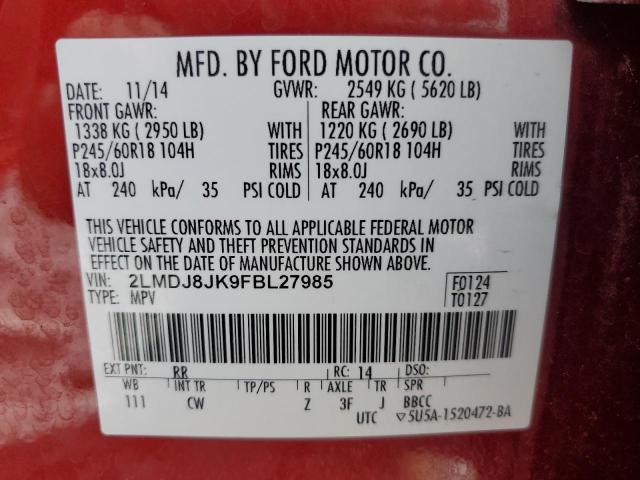 MFD. BY FORD MOTOR CO.
DATE: 11/14 GVWR: 2549 KG ( 5620 LB)
FRONT GAWR: REAR GAWR:
1338 KG ( 2950 LB) WITH 1220 KG ( 2690 LB) WITH
P245/60R18 104H TIRES P245/60R18 104H TIRES
18x8.0J RIMS 18x8.0J RIMS
AT 240 kPa/ 35 PSI COLD AT 240 kPa/ 35 PSI COLD
THIS VEHICLE CONFORMS TO ALL APPLICABLE FEDERAL MOTOR
VEHICLE SAFETY AND THEFT PREVENTION STANDARDS IN
EFFECT ON THE DATE OF MANUFACTURE SHOWN ABOVE.
VIN: 2LMDJ8JK9FBL27985 F0124
TYPE: MPV T0127
EXT PNT: RR RC: 14 DSO:
WB INT TR TP/PS R AXLE TR SPR
111 CW Z 3F J BBCC
UTC ▽5U5A-1520472-BA